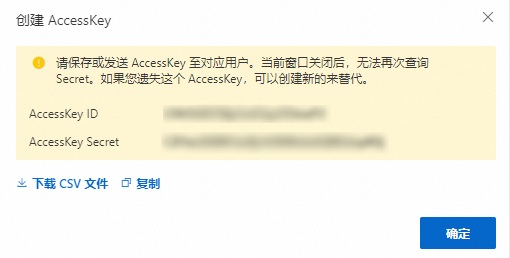 创建 AccessKey
请保存或发送 AccessKey 至对应用户。当前窗口关闭后，无法再次查询
Secret。如果您遗失这个 AccessKey，可以创建新的来替代。
AccessKey ID
AccessKey Secret
下载 CSV 文件 复制
确定